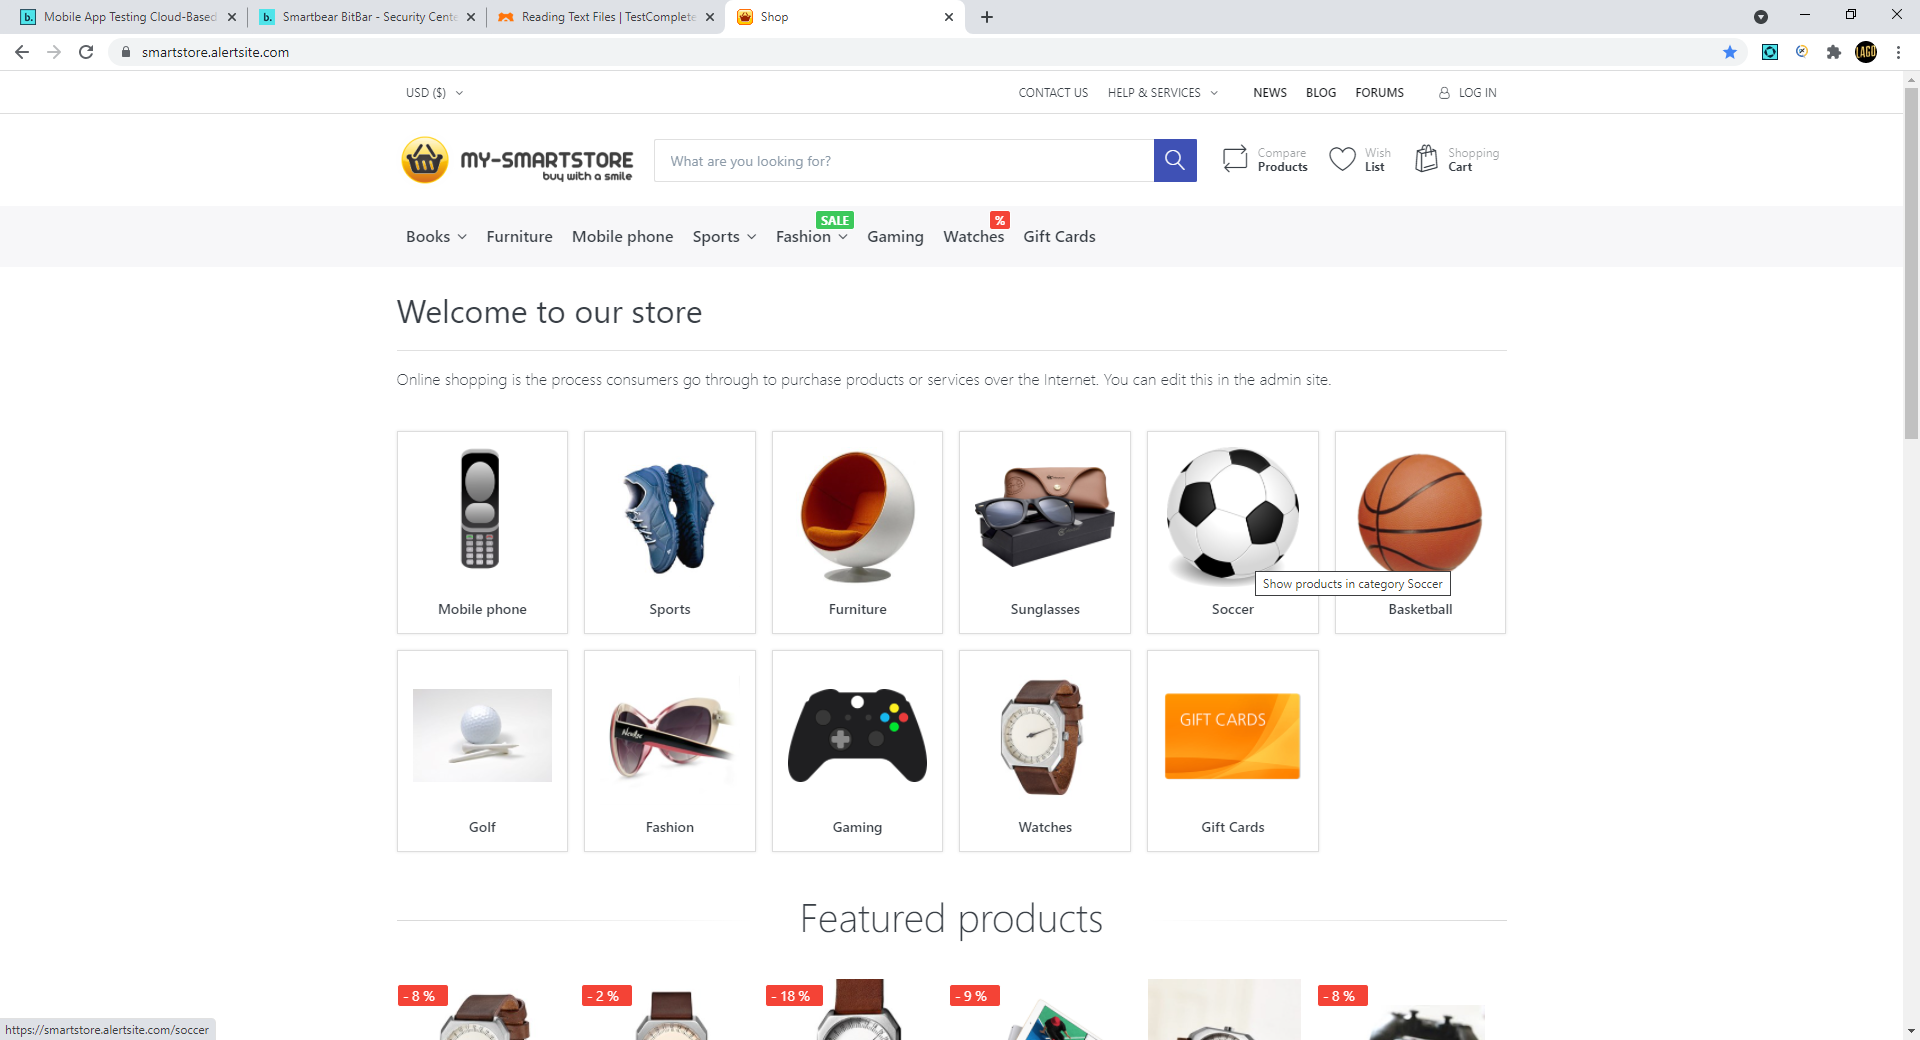 Mobile App Testing Cloud-Based
Smartbear BitBar - Security Cente
Reading Text Files | TestComplete
Shop
smartstore.alertsite.com
LAGO
USD ($)
CONTACT US
HELP & SERVICES
NEWS
BLOG
FORUMS
LOG IN
MY-SMARTSTORE
buy with a smile
What are you looking for?
Compare
Products
Wish
List
Shopping
Cart
SALE
%
Books
Furniture
Mobile phone
Sports
Fashion
Gaming
Watches
Gift Cards
Welcome to our store
Online shopping is the process consumers go through to purchase products or services over the Internet. You can edit this in the admin site.
Show products in category Soccer
Mobile phone
Sports
Furniture
Sunglasses
Soccer
Basketball
GIFT CARDS
Golf
Fashion
Gaming
Watches
Gift Cards
Featured products
- 8 %
- 2 %
- 18 %
- 9 %
- 8 %
https://smartstore.alertsite.com/soccer